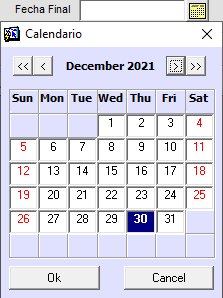 Fecha Final
Calendario
<< < December 2021 > >>
Sun Mon Tue Wed Thu Fri Sat
1 2 3 4
5 6 7 8 9 10 11
12 13 14 15 16 17 18
19 20 21 22 23 24 25
26 27 28 29 30 31
Ok Cancel